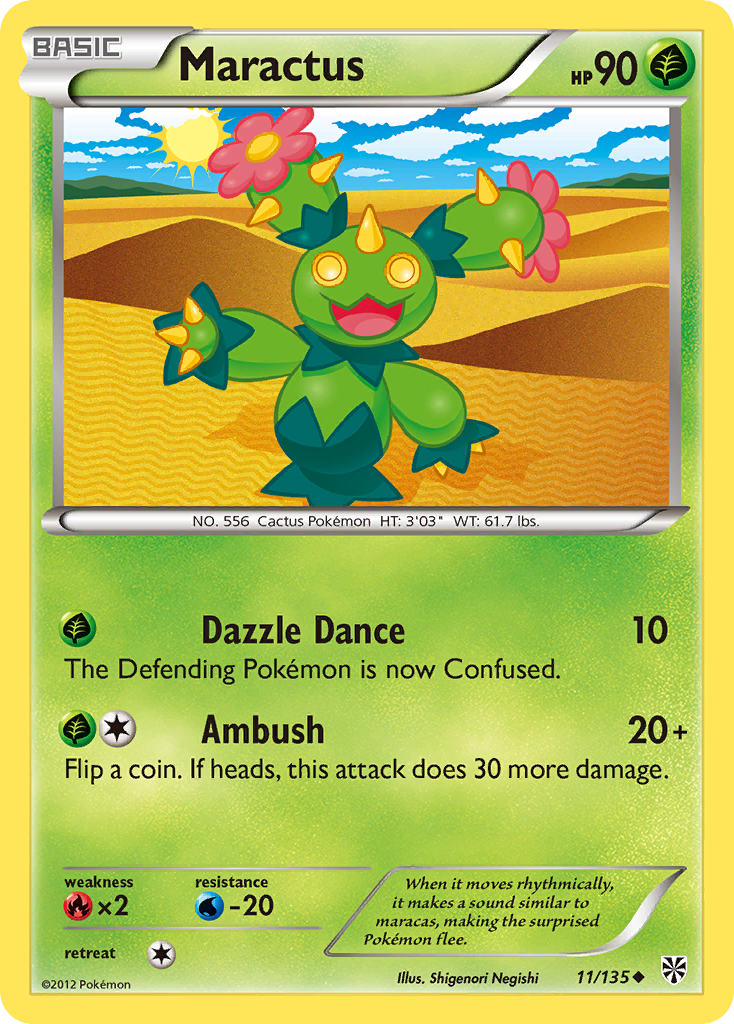 BASIC
Maractus
HP 90
NO. 556 Cactus Pokémon HT: 3'03" WT: 61.7 lbs.
Dazzle Dance 10
The Defending Pokémon is now Confused.
Ambush 20+
Flip a coin. If heads, this attack does 30 more damage.
weakness
×2
resistance
-20
retreat
When it moves rhythmically,
it makes a sound similar to
maracas, making the surprised
Pokémon flee.
©2012 Pokémon
Illus. Shigenori Negishi
11/135